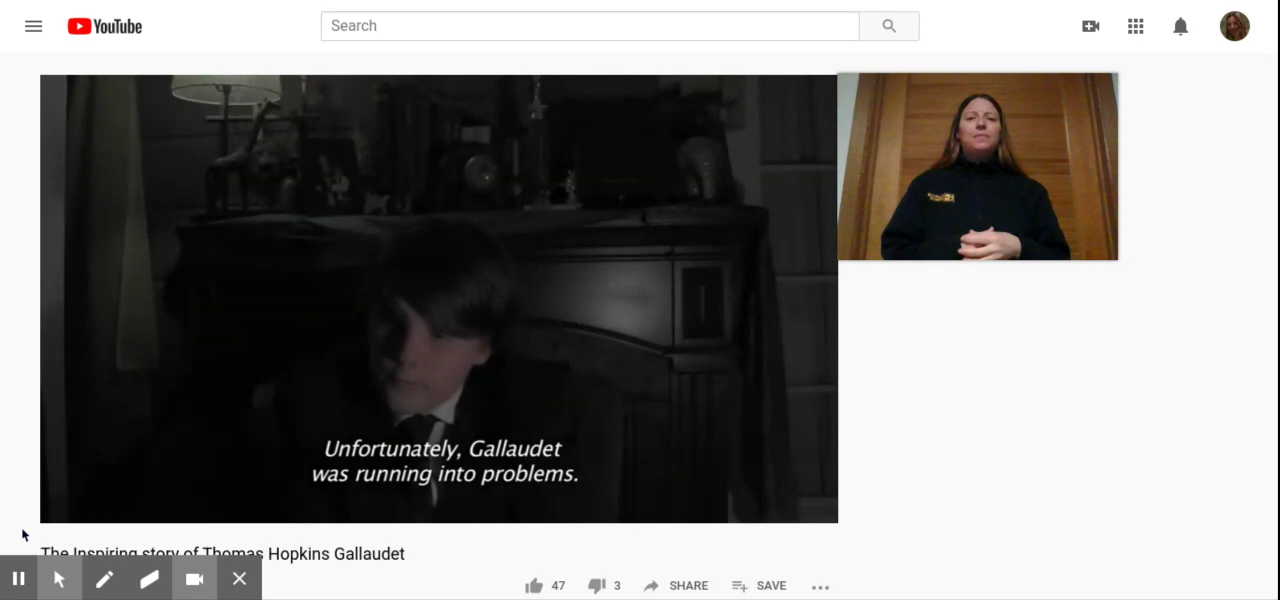 YouTube
Search
Unfortunately, Gallaudet
was running into problems.
The Inspiring story of Thomas Hopkins Gallaudet
47
3
SHARE
SAVE